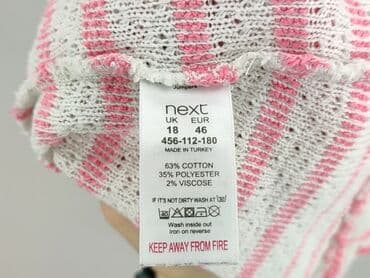 next
UK EUR
18 46
456-112-180
MADE IN TURKEY
63% COTTON
35% POLYESTER
2% VISCOSE
IF IT'S NOT DIRTY WASH AT 30
Wash inside out
Iron on reverse
KEEP AWAY FROM FIRE